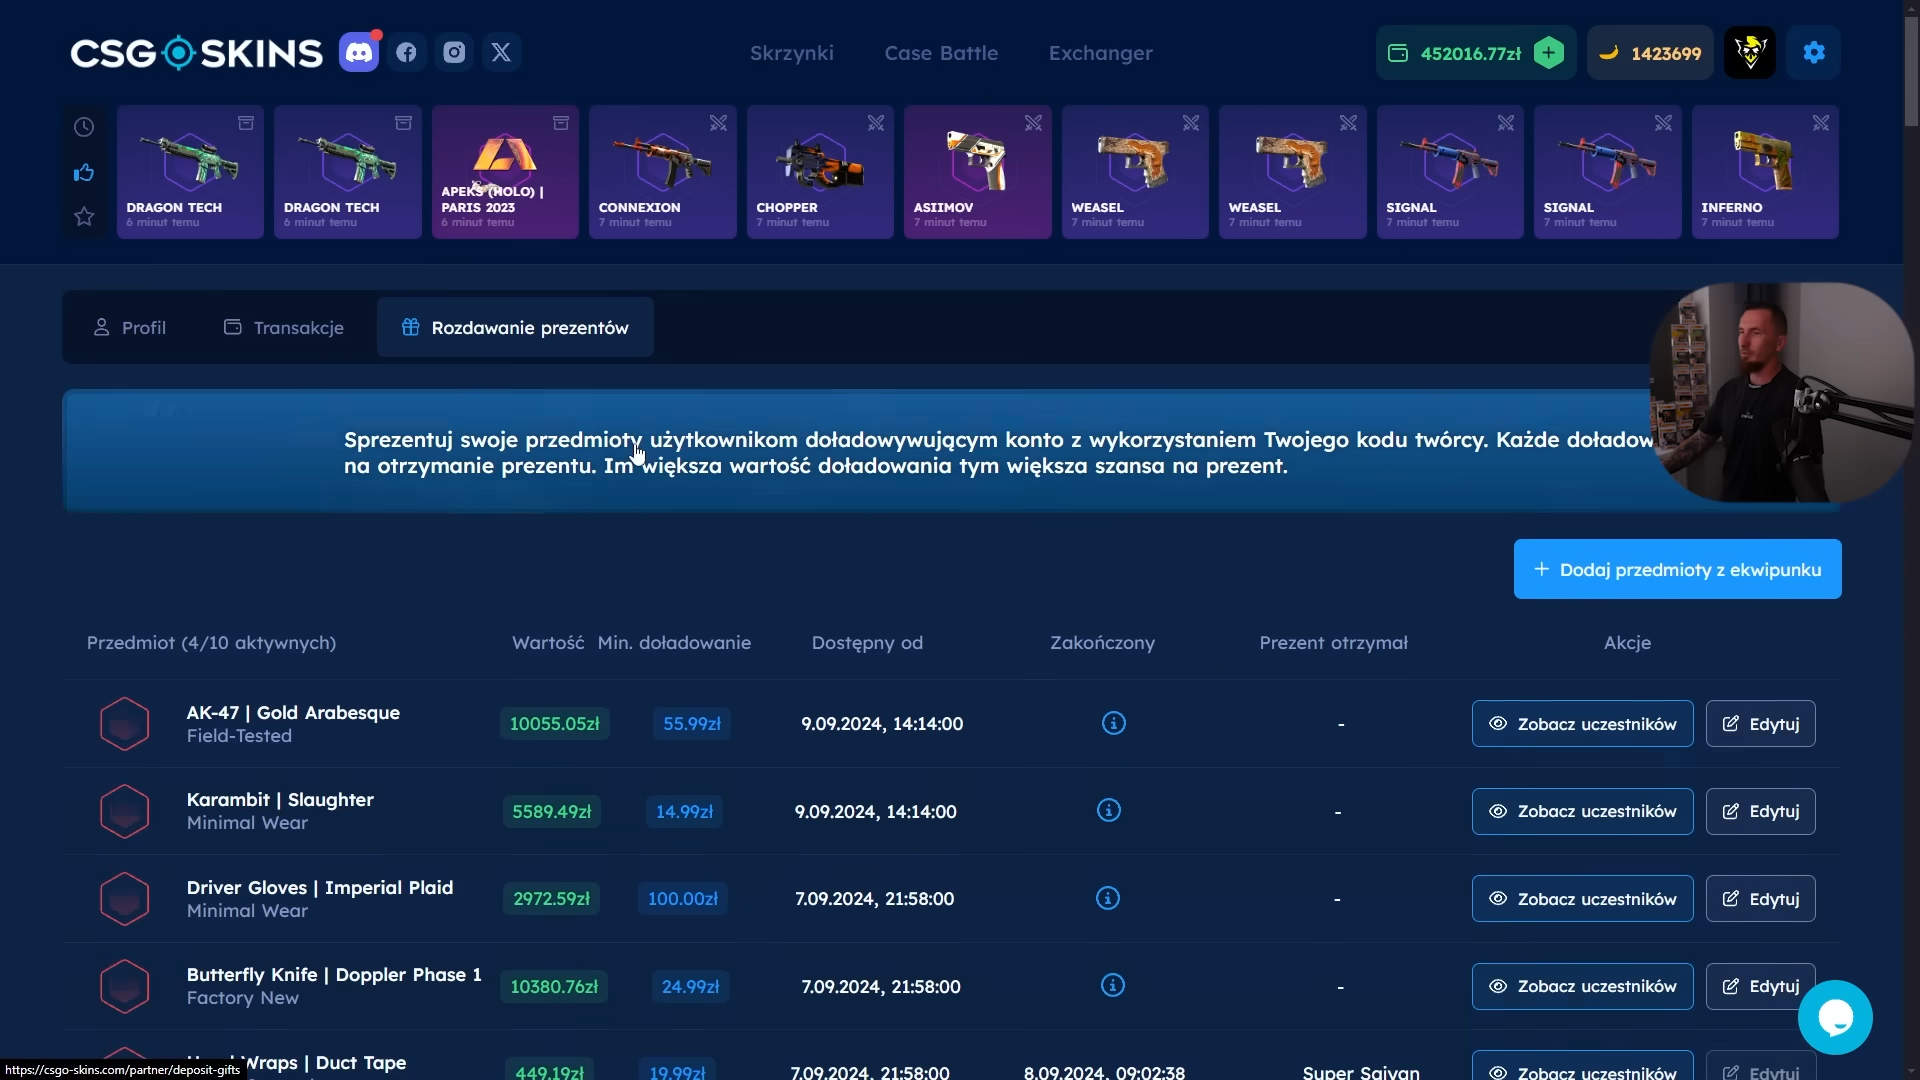 CSGOSKINS
Skrzynki
Case Battle
Exchanger
452016.77zł
1423699
DRAGON TECH
6 minut temu
DRAGON TECH
6 minut temu
APEKS (HOLO) |
PARIS 2023
6 minut temu
CONNEXION
7 minut temu
CHOPPER
7 minut temu
ASIIMOV
7 minut temu
WEASEL
7 minut temu
WEASEL
7 minut temu
SIGNAL
7 minut temu
SIGNAL
7 minut temu
INFERNO
7 minut temu
Profil
Transakcje
Rozdawanie prezentów
Sprezentuj swoje przedmioty użytkownikom doładowywującym konto z wykorzystaniem Twojego kodu twórcy. Każde doładow
na otrzymanie prezentu. Im większa wartość doładowania tym większa szansa na prezent.
+ Dodaj przedmioty z ekwipunku
Przedmiot (4/10 aktywnych) Wartość Min. doładowanie Dostępny od Zakończony Prezent otrzymał Akcje
AK-47 | Gold Arabesque
Field-Tested
10055.05zł 55.99zł 9.09.2024, 14:14:00 - Zobacz uczestników Edytuj
Karambit | Slaughter
Minimal Wear
5589.49zł 14.99zł 9.09.2024, 14:14:00 - Zobacz uczestników Edytuj
Driver Gloves | Imperial Plaid
Minimal Wear
2972.59zł 100.00zł 7.09.2024, 21:58:00 - Zobacz uczestników Edytuj
Butterfly Knife | Doppler Phase 1
Factory New
10380.76zł 24.99zł 7.09.2024, 21:58:00 - Zobacz uczestników Edytuj
Wraps | Duct Tape
449.19zł 19.99zł 7.09.2024, 21:58:00 8.09.2024, 09:02:38 Super Saiyan Zobacz uczestników Edytuj
https://csgo-skins.com/partner/deposit-gifts